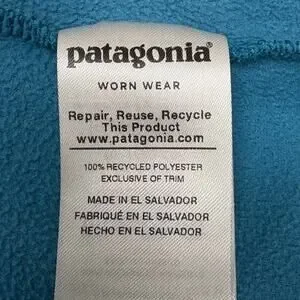 patagonia®
WORN WEAR
Repair, Reuse, Recycle
This Product
www.patagonia.com
100% RECYCLED POLYESTER
EXCLUSIVE OF TRIM
MADE IN EL SALVADOR
FABRIQUÉ EN EL SALVADOR
HECHO EN EL SALVADOR